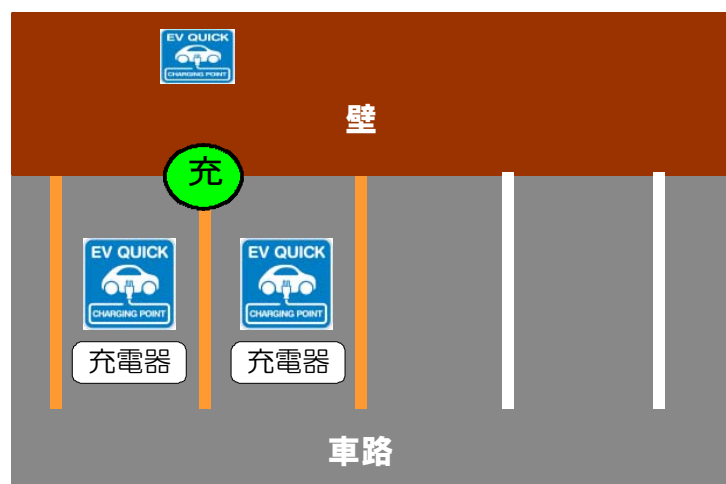 EV QUICK
CHARGING POINT
壁
充
EV QUICK
CHARGING POINT
充電器
EV QUICK
CHARGING POINT
充電器
車路